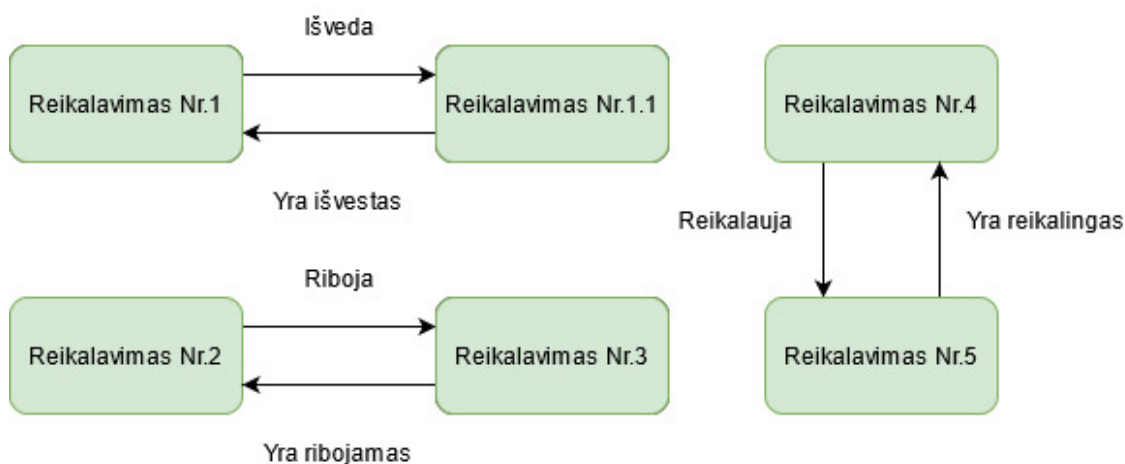 Išveda
Reikalavimas Nr.1
Reikalavimas Nr.1.1
Reikalavimas Nr.4
Yra išvestas
Reikalauja
Yra reikalingas
Riboja
Reikalavimas Nr.2
Reikalavimas Nr.3
Reikalavimas Nr.5
Yra ribojamas